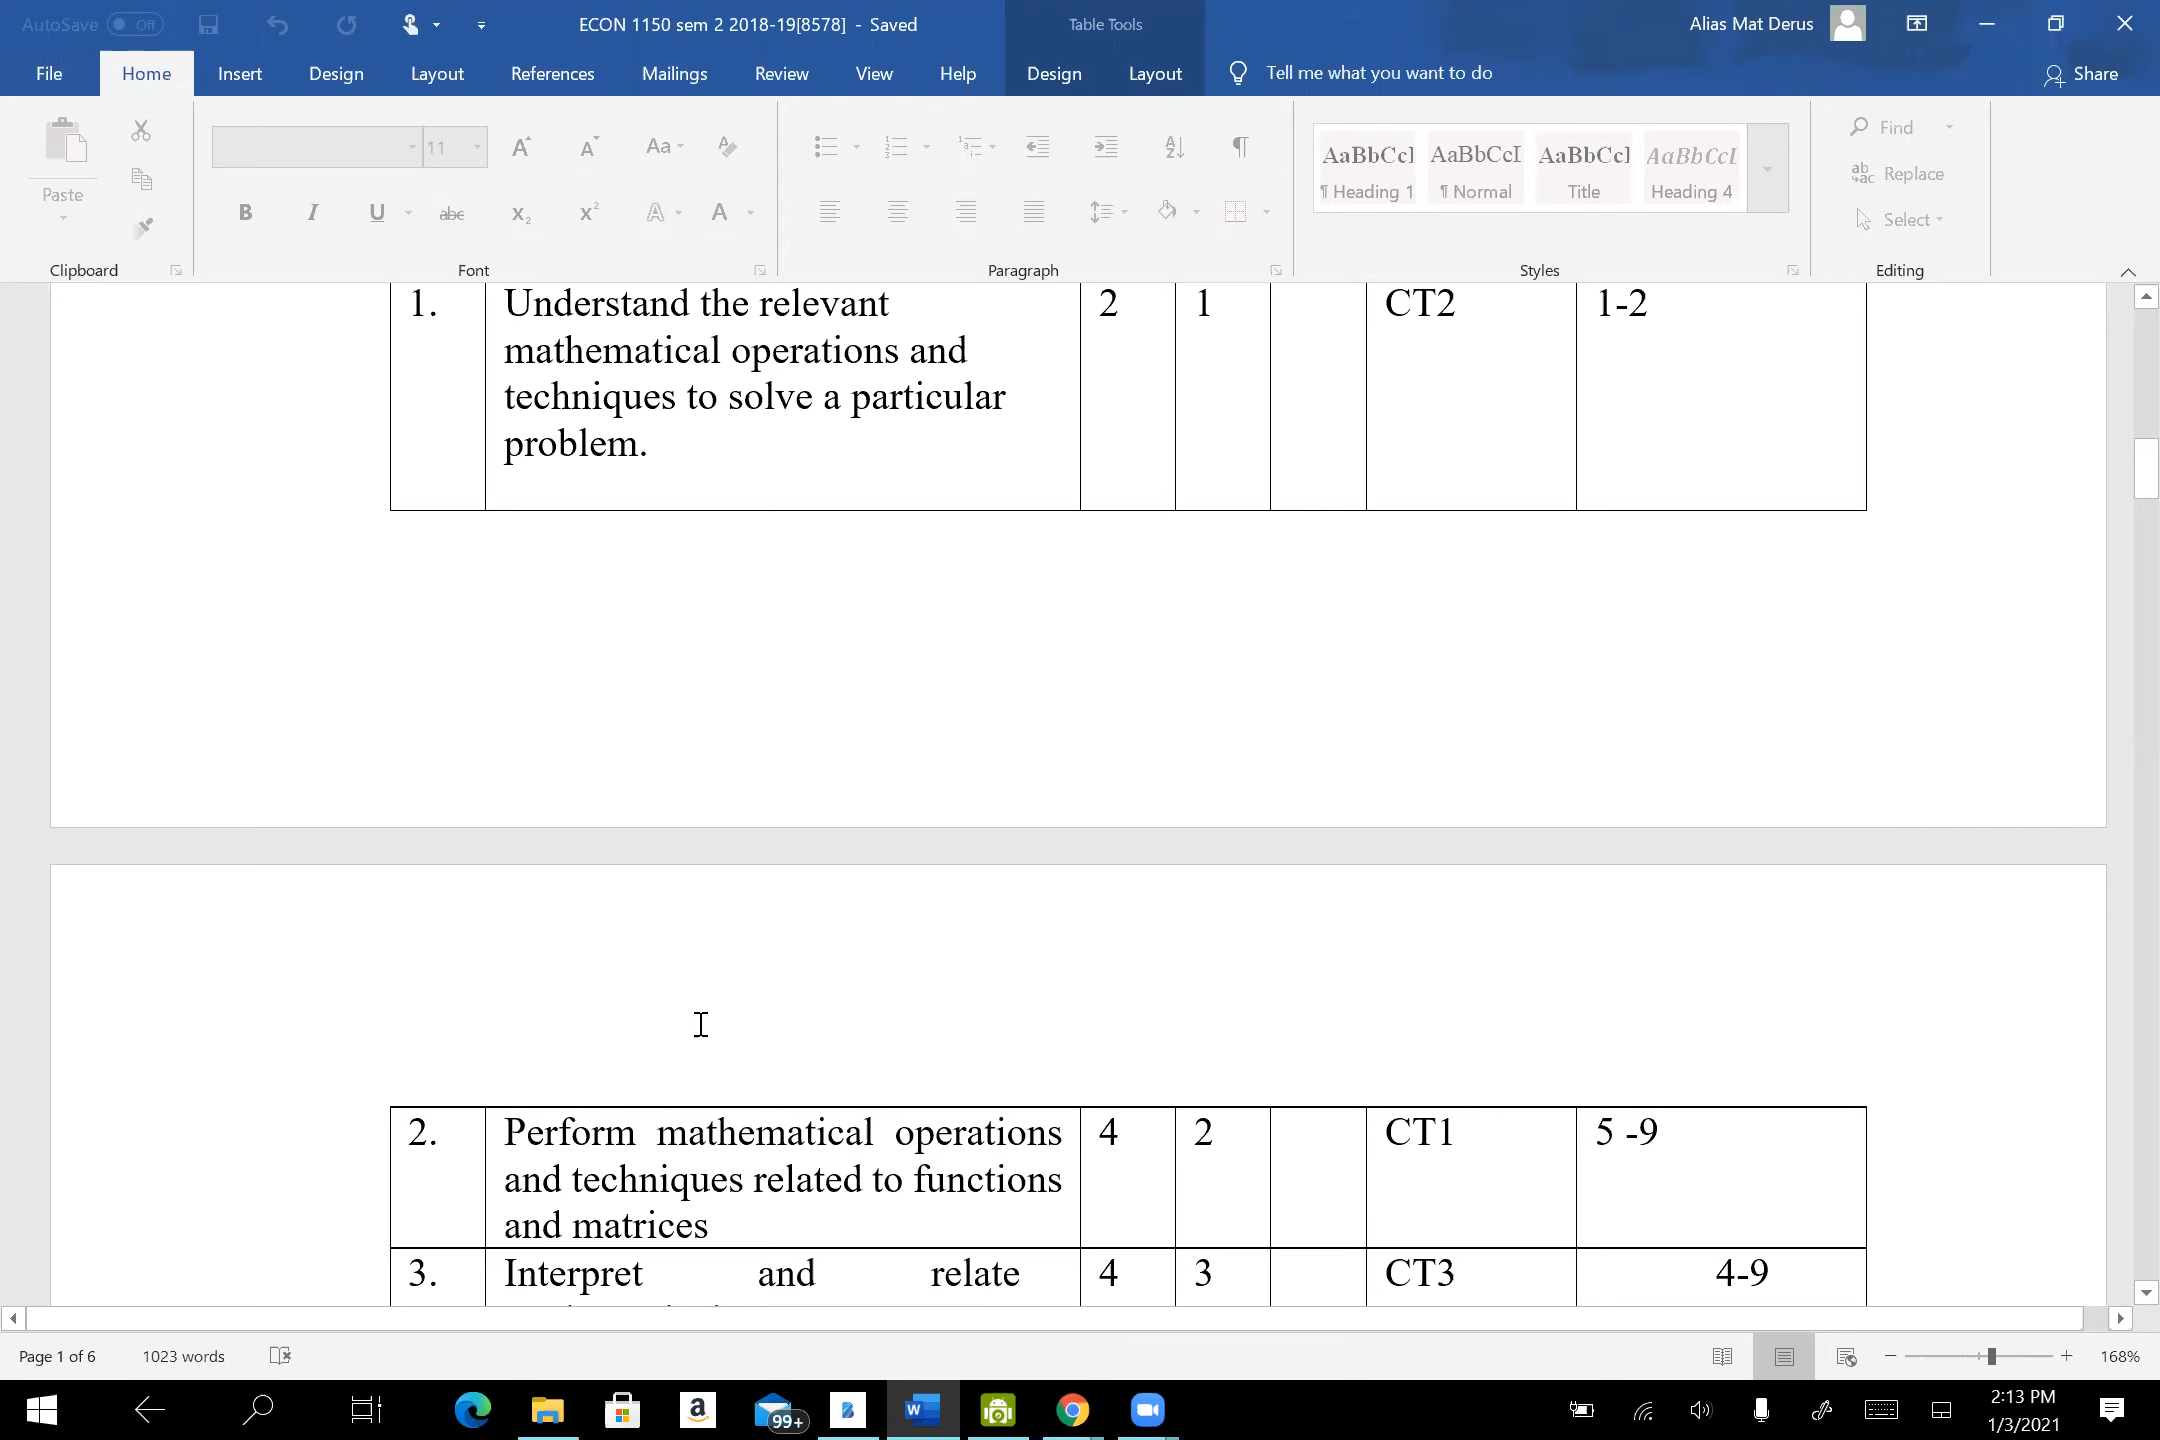 AutoSave Off ECON 1150 sem 2 2018-19[8578] - Saved Table Tools Alias Mat Derus
File Home Insert Design Layout References Mailings Review View Help Design Layout Tell me what you want to do Share
Paste 11 Aa AaBbCcI AaBbCcI AaBbCcI AaBbCcI Find
¶ Heading 1 ¶ Normal Title Heading 4 Replace
B I U abc X₂ X² A A Select
Clipboard Font Paragraph Styles Editing
1. Understand the relevant 2 1 CT2 1-2
mathematical operations and
techniques to solve a particular
problem.
2. Perform mathematical operations 4 2 CT1 5 -9
and techniques related to functions
and matrices
3. Interpret and relate 4 3 CT3 4-9
Page 1 of 6 1023 words 168%
99+ 2:13 PM
1/3/2021